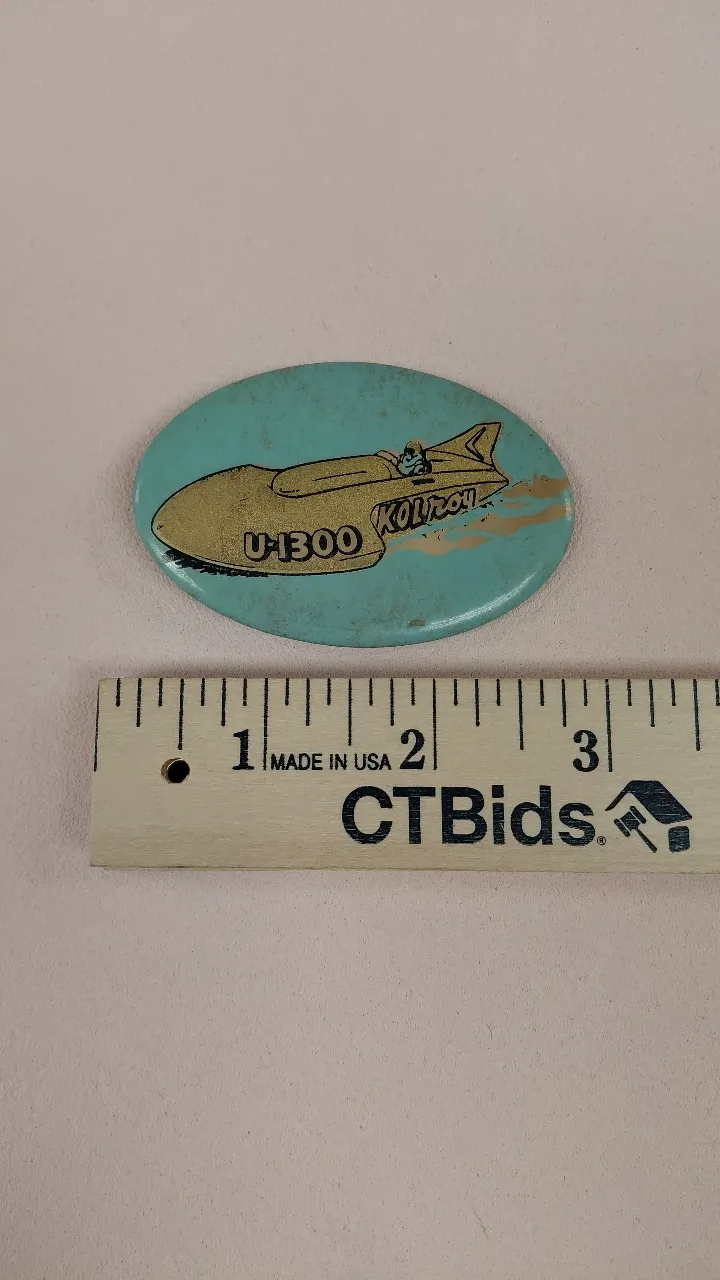 U-1300
KOLroy
1 MADE IN USA 2 3
CTBids®